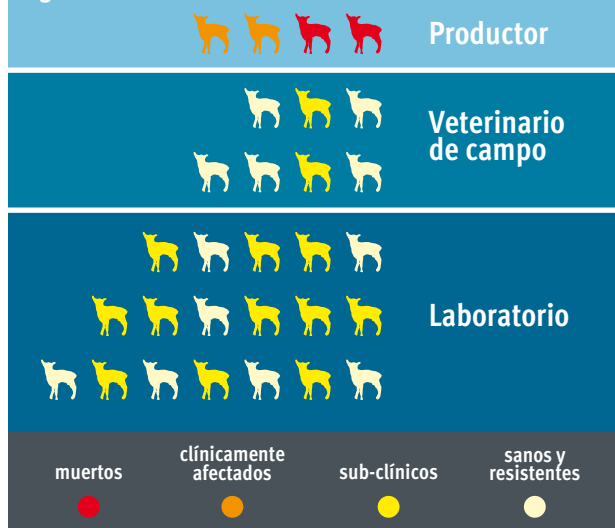 Productor
Veterinario
de campo
Laboratorio
muertos
clínicamente
afectados
sub-clínicos
sanos y
resistentes